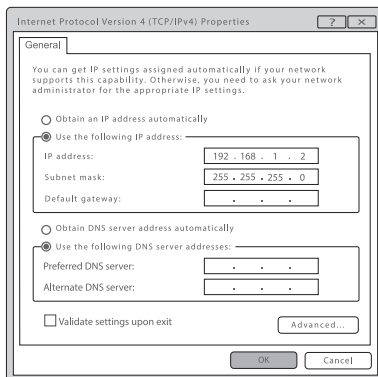 Internet Protocol Version 4 (TCP/IPv4) Properties ? ×
General
You can get IP settings assigned automatically if your network
supports this capability. Otherwise, you need to ask your network
administrator for the appropriate IP settings.
Obtain an IP address automatically
Use the following IP address:
IP address: 192 . 168 . 1 . 2
Subnet mask: 255 . 255 . 255 . 0
Default gateway: . . .
Obtain DNS server address automatically
Use the following DNS server addresses:
Preferred DNS server: . . .
Alternate DNS server: . . .
Validate settings upon exit
Advanced...
OK Cancel